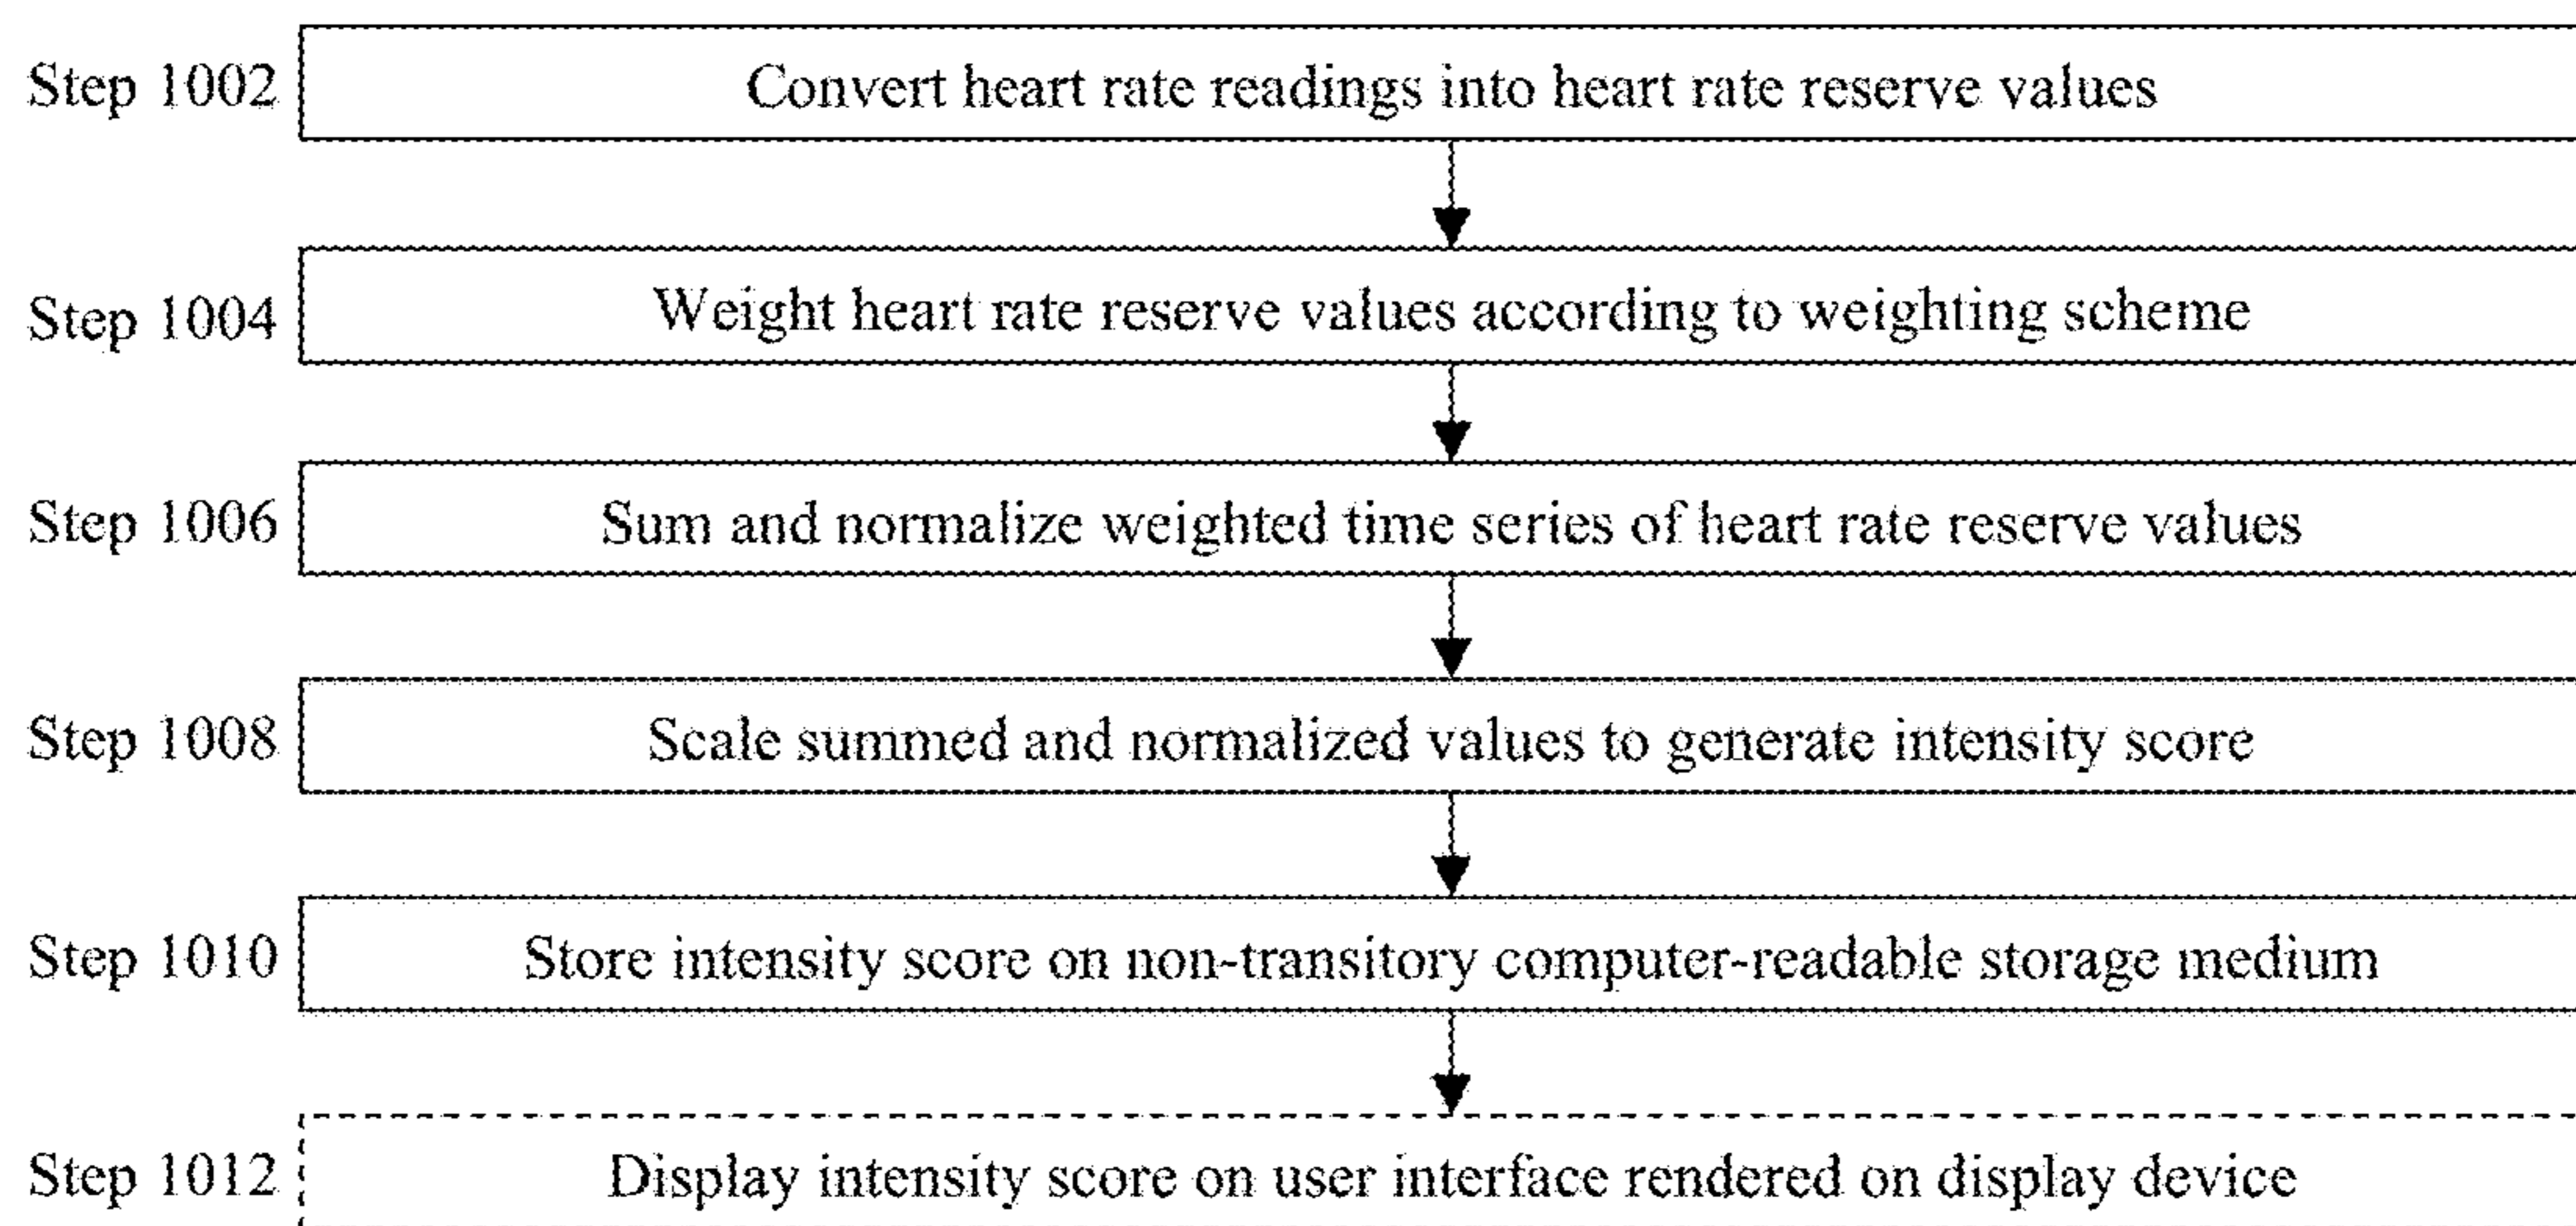 Step 1002 Convert heart rate readings into heart rate reserve values
Step 1004 Weight heart rate reserve values according to weighting scheme
Step 1006 Sum and normalize weighted time series of heart rate reserve values
Step 1008 Scale summed and normalized values to generate intensity score
Step 1010 Store intensity score on non-transitory computer-readable storage medium
Step 1012 Display intensity score on user interface rendered on display device